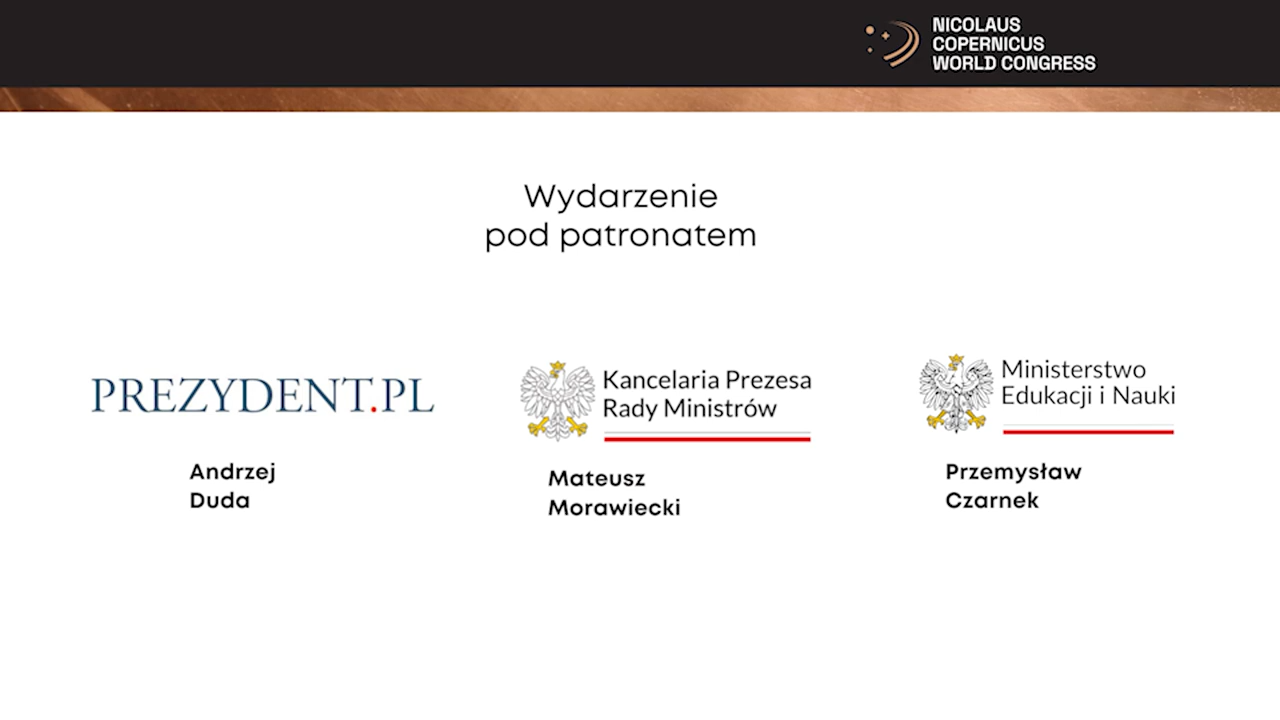 NICOLAUS
COPERNICUS
WORLD CONGRESS
Wydarzenie
pod patronatem
PREZYDENT.PL
Andrzej
Duda
Kancelaria Prezesa
Rady Ministrów
Mateusz
Morawiecki
Ministerstwo
Edukacji i Nauki
Przemysław
Czarnek